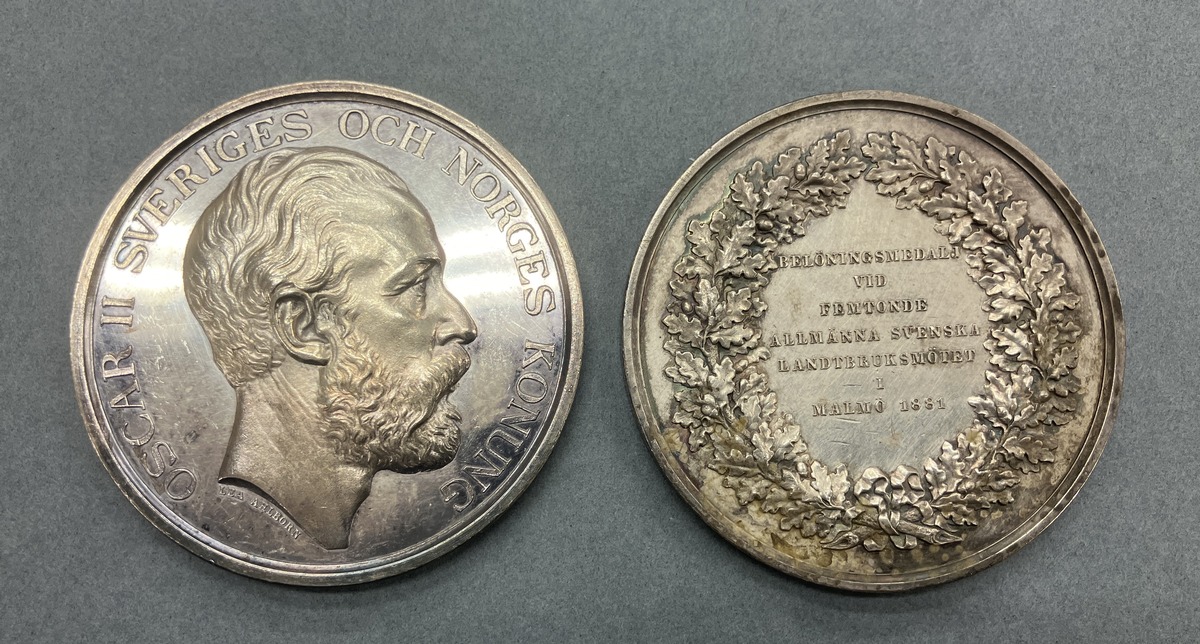 OSCAR II SVERIGES OCH NORGES KONUNG
LEA AHLBORN
BELÖNINGSMEDALJ
VID
FEMTONDE
ALLMÄNNA SVENSKA
LANDTBRUKSMÖTET
I
MALMÖ 1881